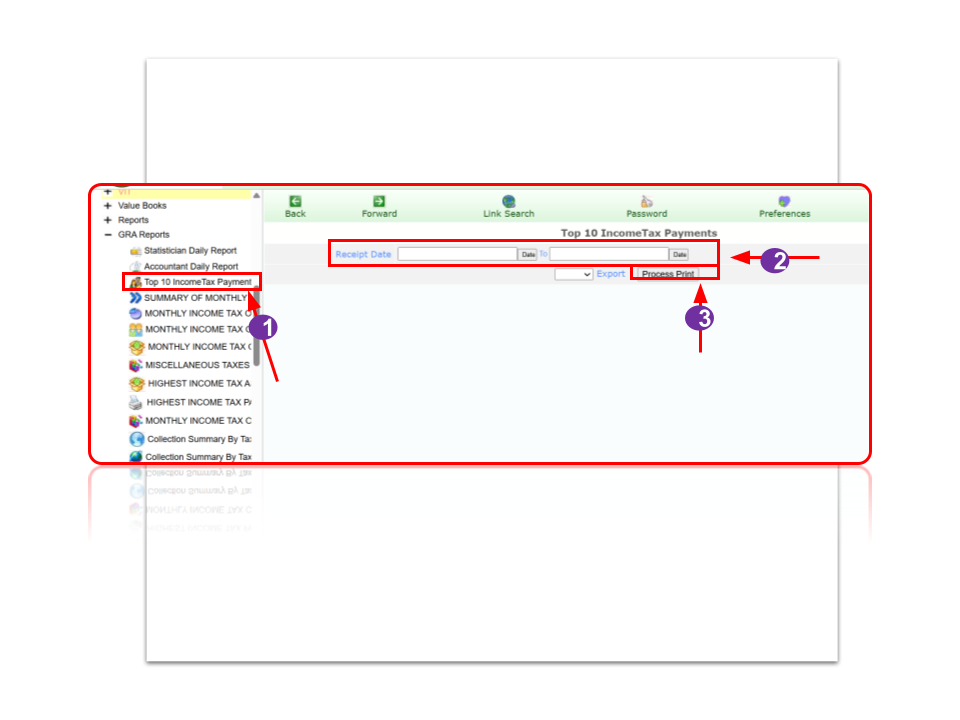 VIT
Value Books
Reports
GRA Reports
Statistician Daily Report
Accountant Daily Report
Top 10 IncomeTax Payment
SUMMARY OF MONTHLY
MONTHLY INCOME TAX C
MONTHLY INCOME TAX C
MONTHLY INCOME TAX C
MISCELLANEOUS TAXES
HIGHEST INCOME TAX A
HIGHEST INCOME TAX PA
MONTHLY INCOME TAX C
Collection Summary By Tax
Collection Summary By Tax
Back
Forward
Link Search
Password
Preferences
Top 10 IncomeTax Payments
Receipt Date Date To Date
Export Process Print
1
2
3